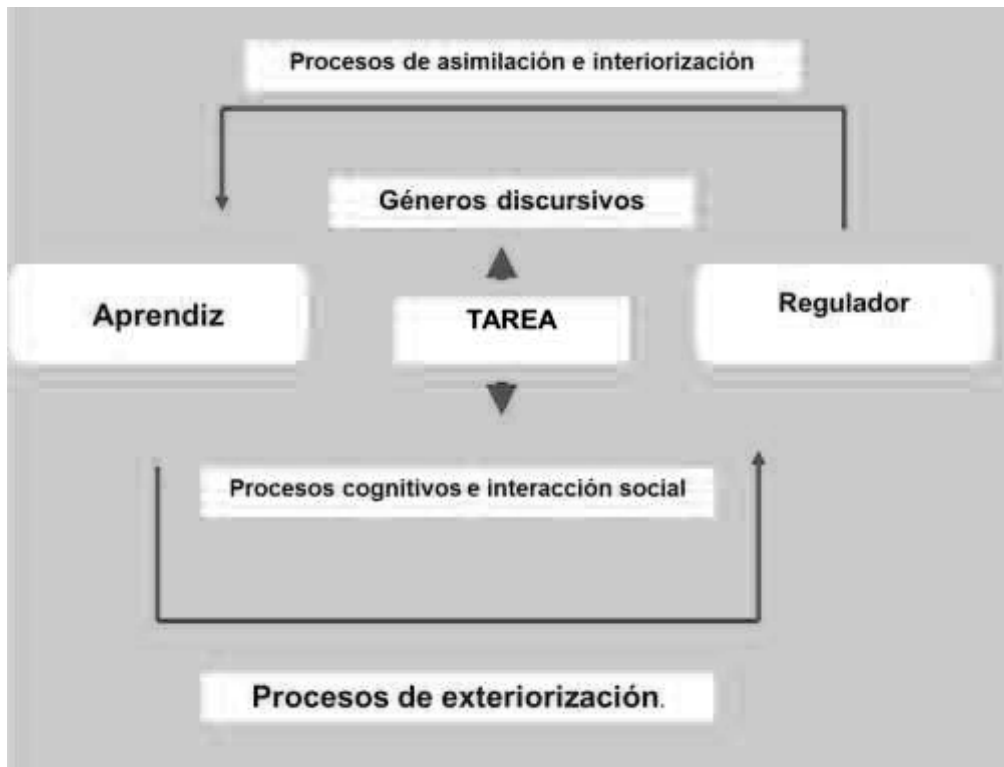 Procesos de asimilación e interiorización
Géneros discursivos
Aprendiz
TAREA
Regulador
Procesos cognitivos e interacción social
Procesos de exteriorización.